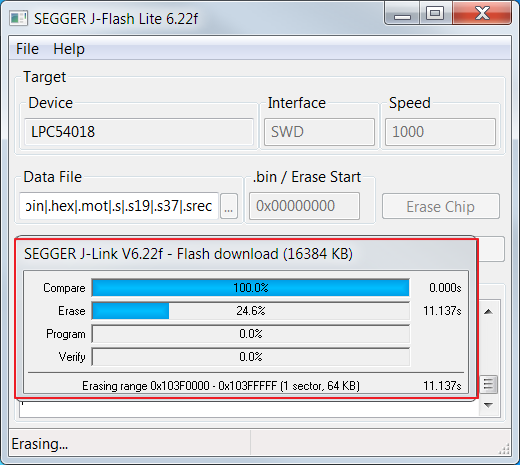 SEGGER J-Flash Lite 6.22f
File Help
Target
Device Interface Speed
LPC54018 SWD 1000
Data File .bin / Erase Start
bin|.hex|.mot|.s|.s19|.s37|.srec ... 0x00000000 Erase Chip
SEGGER J-Link V6.22f - Flash download (16384 KB)
Compare 100.0% 0.000s
Erase 24.6% 11.137s
Program 0.0%
Verify 0.0%
Erasing range 0x103F0000 - 0x103FFFFF (1 sector, 64 KB) 11.137s
Erasing...